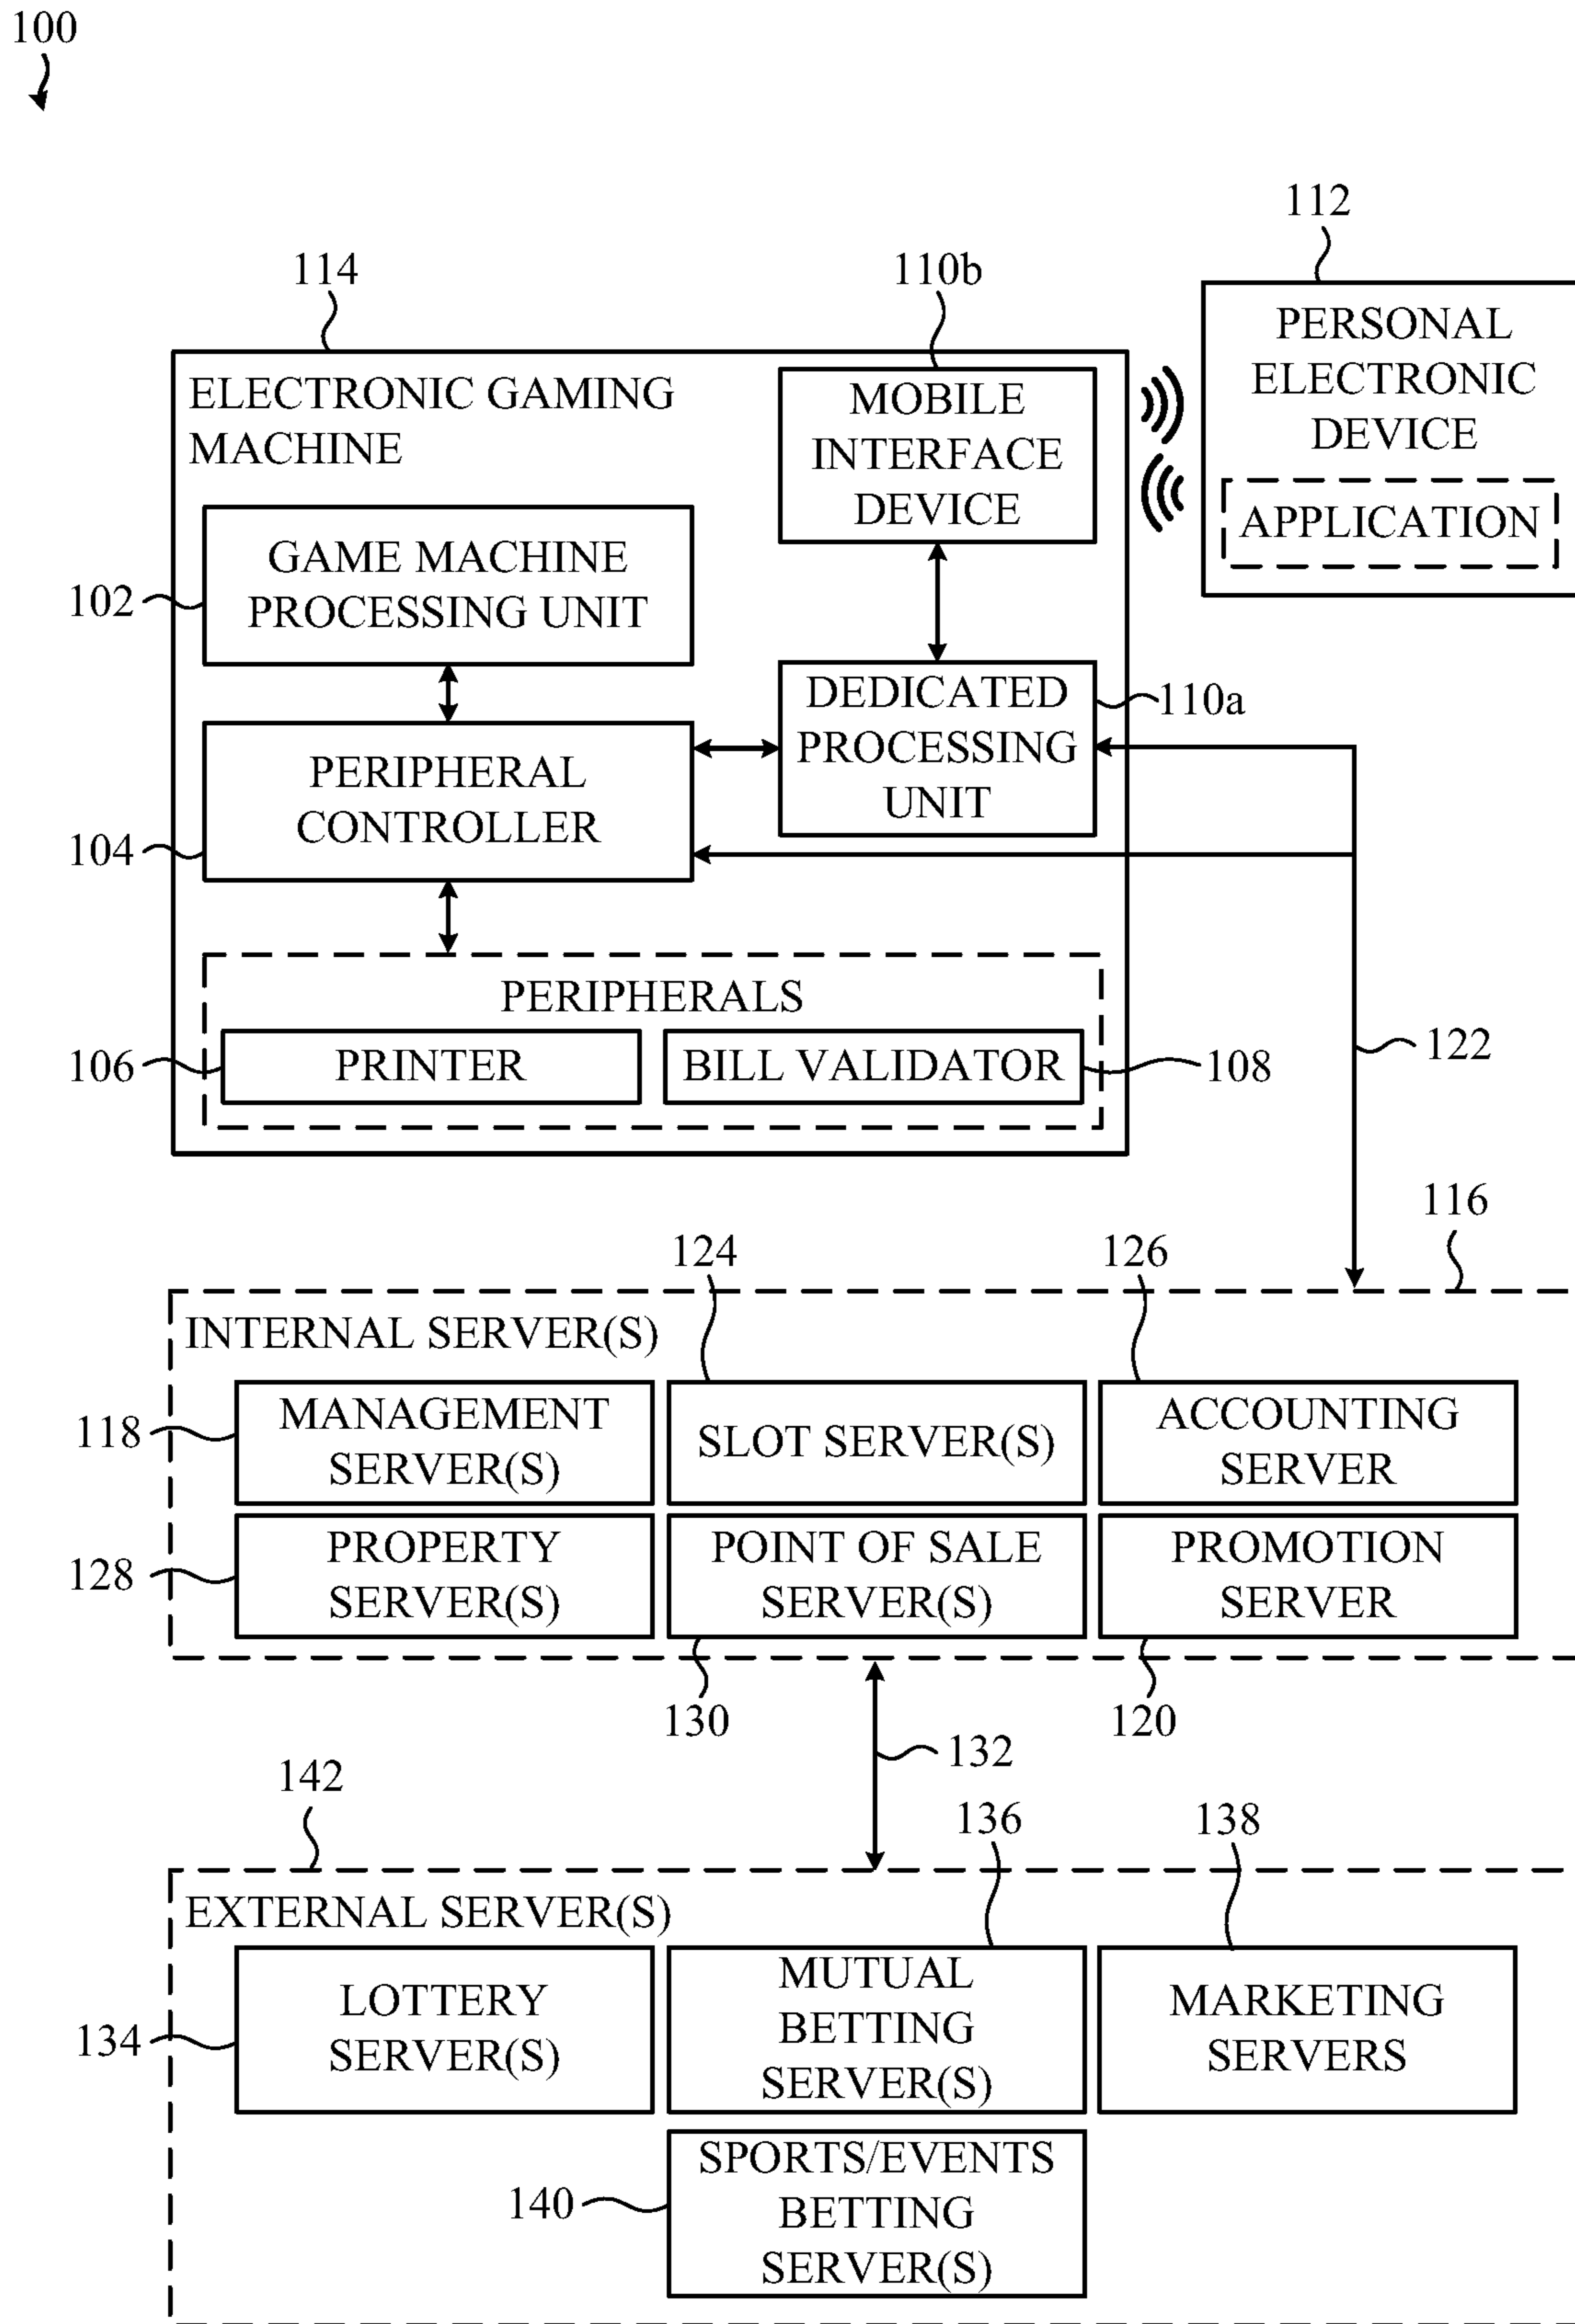 100
112
114
110b
PERSONAL
ELECTRONIC
DEVICE
APPLICATION
ELECTRONIC GAMING
MACHINE
MOBILE
INTERFACE
DEVICE
GAME MACHINE
PROCESSING UNIT
102
DEDICATED
PROCESSING
UNIT
110a
PERIPHERAL
CONTROLLER
104
PERIPHERALS
106
PRINTER
BILL VALIDATOR
108
122
116
124
126
INTERNAL SERVER(S)
118
MANAGEMENT
SERVER(S)
SLOT SERVER(S)
ACCOUNTING
SERVER
128
PROPERTY
SERVER(S)
POINT OF SALE
SERVER(S)
PROMOTION
SERVER
130
120
132
142
136
138
EXTERNAL SERVER(S)
134
LOTTERY
SERVER(S)
MUTUAL
BETTING
SERVER(S)
MARKETING
SERVERS
140
SPORTS/EVENTS
BETTING
SERVER(S)